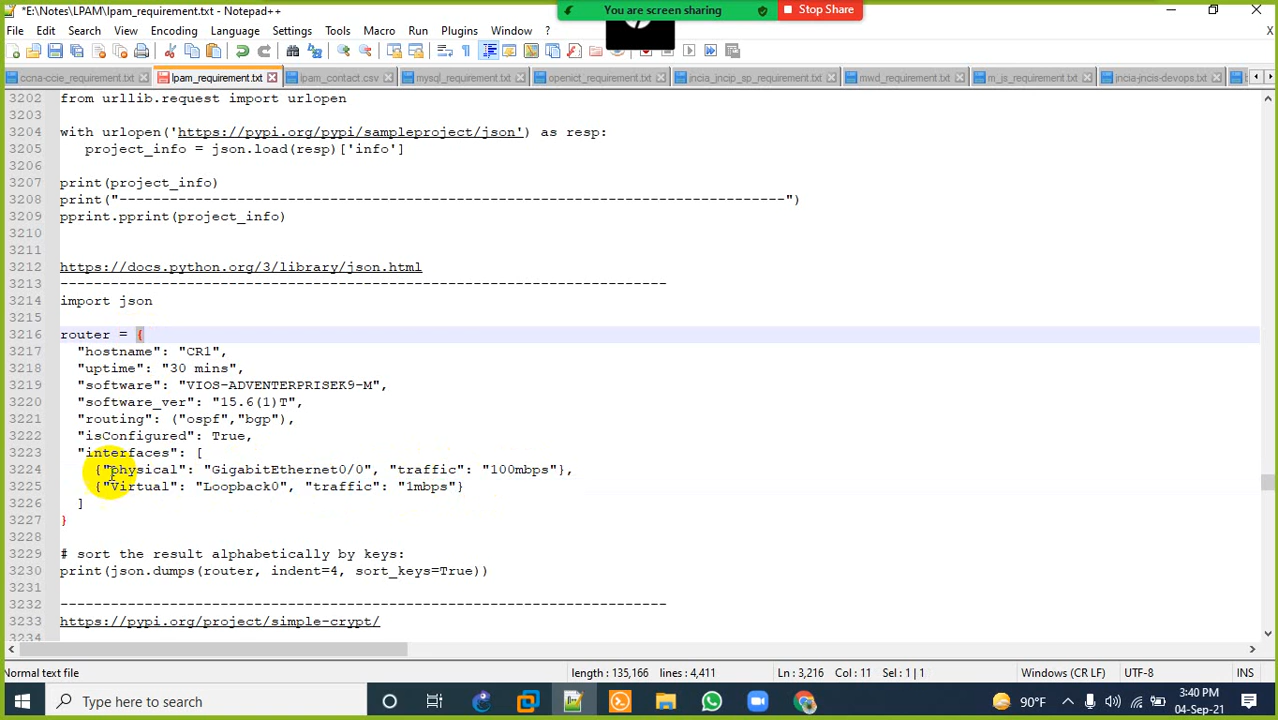 *E:\Notes\LPAM\lpam_requirement.txt - Notepad++
You are screen sharing
Stop Share
File Edit Search View Encoding Language Settings Tools Macro Run Plugins Window ?
X
ccna-ccie_requirement.txt lpam_requirement.txt ipam_contact.csv mysql_requirement.txt openict_requirement.txt jncia_jncip_sp_requirement.txt mwd_requirement.txt m_js_requirement.txt jncia-jncis-devops.txt
3202 from urllib.request import urlopen
3203
3204 with urlopen('https://pypi.org/pypi/sampleproject/json') as resp:
3205 project_info = json.load(resp)['info']
3206
3207 print(project_info)
3208 print("-------------------------------------------------------------------------------")
3209 pprint.pprint(project_info)
3210
3211
3212 https://docs.python.org/3/library/json.html
3213 ------------------------------------------------------------------------
3214 import json
3215
3216 router = {
3217 "hostname": "CR1",
3218 "uptime": "30 mins",
3219 "software": "VIOS-ADVENTERPRISEK9-M",
3220 "software_ver": "15.6(1)T",
3221 "routing": ("ospf","bgp"),
3222 "isConfigured": True,
3223 "interfaces": [
3224 {"physical": "GigabitEthernet0/0", "traffic": "100mbps"},
3225 {"Virtual": "Loopback0", "traffic": "1mbps"}
3226 ]
3227 }
3228
3229 # sort the result alphabetically by keys:
3230 print(json.dumps(router, indent=4, sort_keys=True))
3231
3232 ------------------------------------------------------------------------
3233 https://pypi.org/project/simple-crypt/
3234
Normal text file length : 135,166 lines : 4,411 Ln : 3,216 Col : 11 Sel : 1 | 1 Windows (CR LF) UTF-8 INS
Type here to search
90°F
3:40 PM
04-Sep-21